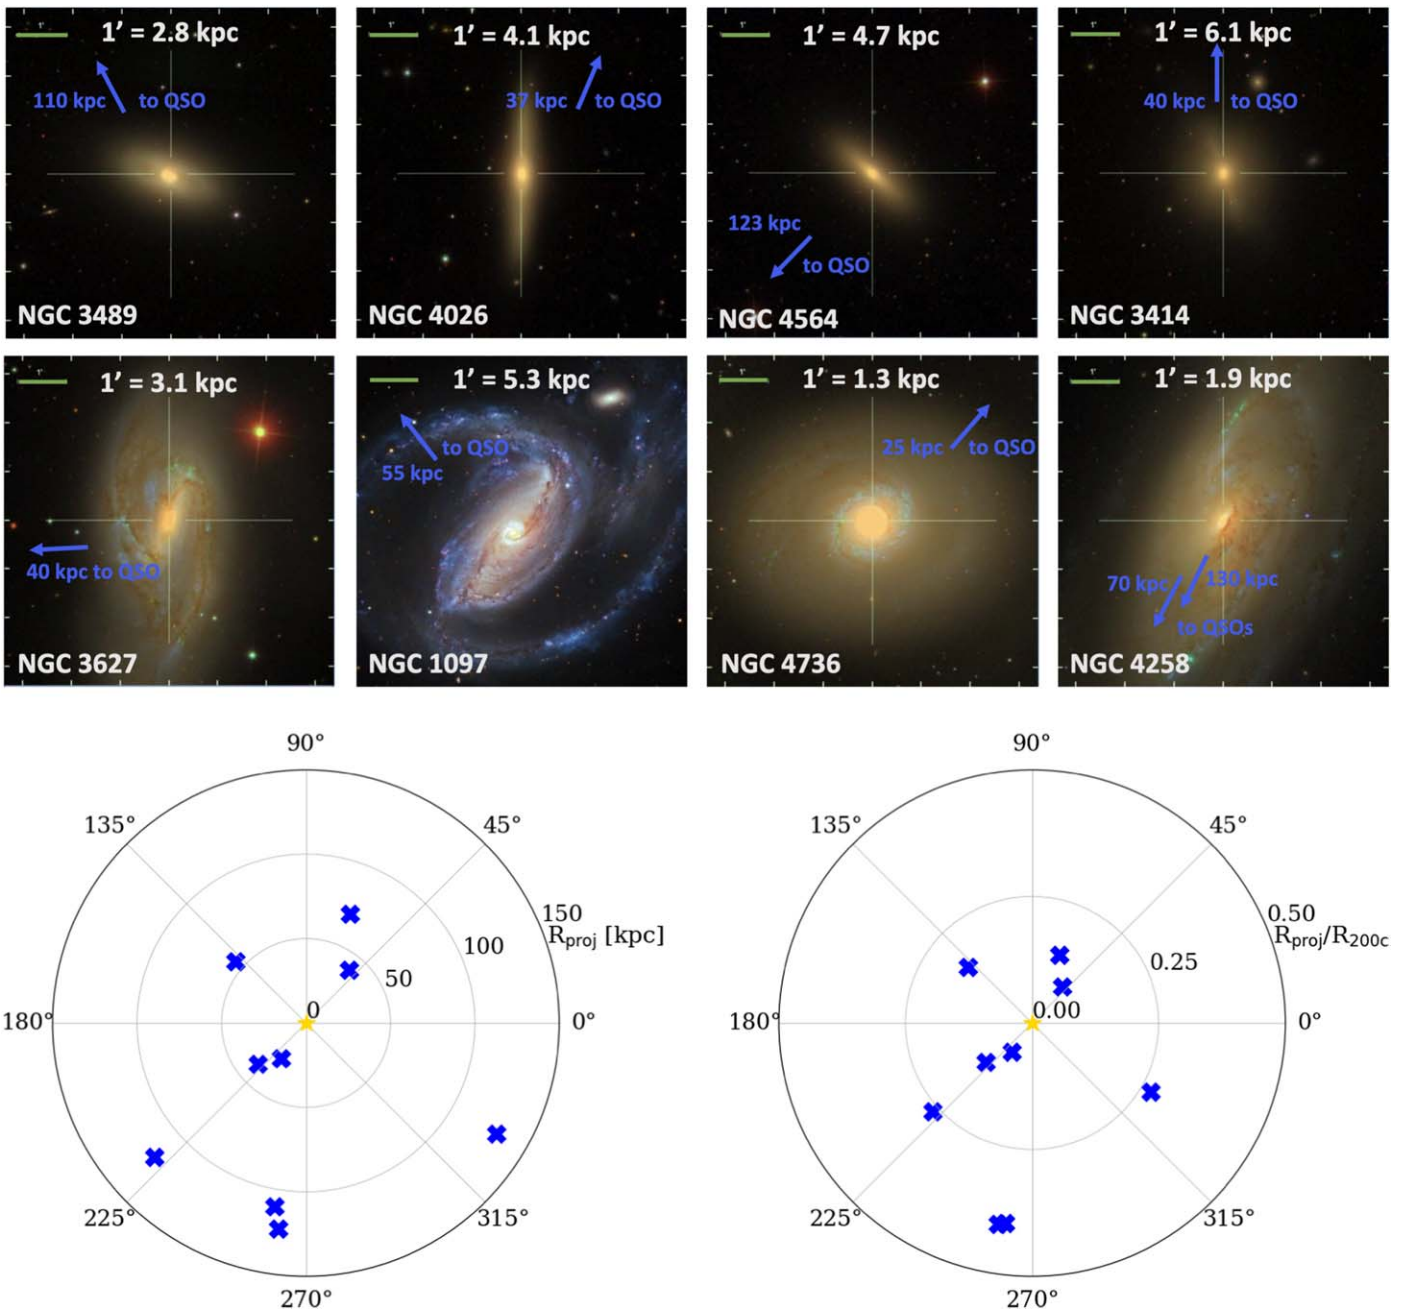 1' = 2.8 kpc
110 kpc to QSO
NGC 3489
1' = 4.1 kpc
37 kpc to QSO
NGC 4026
1' = 4.7 kpc
123 kpc
to QSO
NGC 4564
1' = 6.1 kpc
40 kpc to QSO
NGC 3414
1' = 3.1 kpc
40 kpc to QSO
NGC 3627
1' = 5.3 kpc
to QSO
55 kpc
NGC 1097
1' = 1.3 kpc
25 kpc to QSO
NGC 4736
1' = 1.9 kpc
70 kpc 130 kpc
to QSOs
NGC 4258
90°
135° 45°
150
R_proj [kpc]
100
50
0
180° 0°
225° 315°
270°
90°
135° 45°
0.50
R_proj/R_200c
0.25
0.00
180° 0°
225° 315°
270°